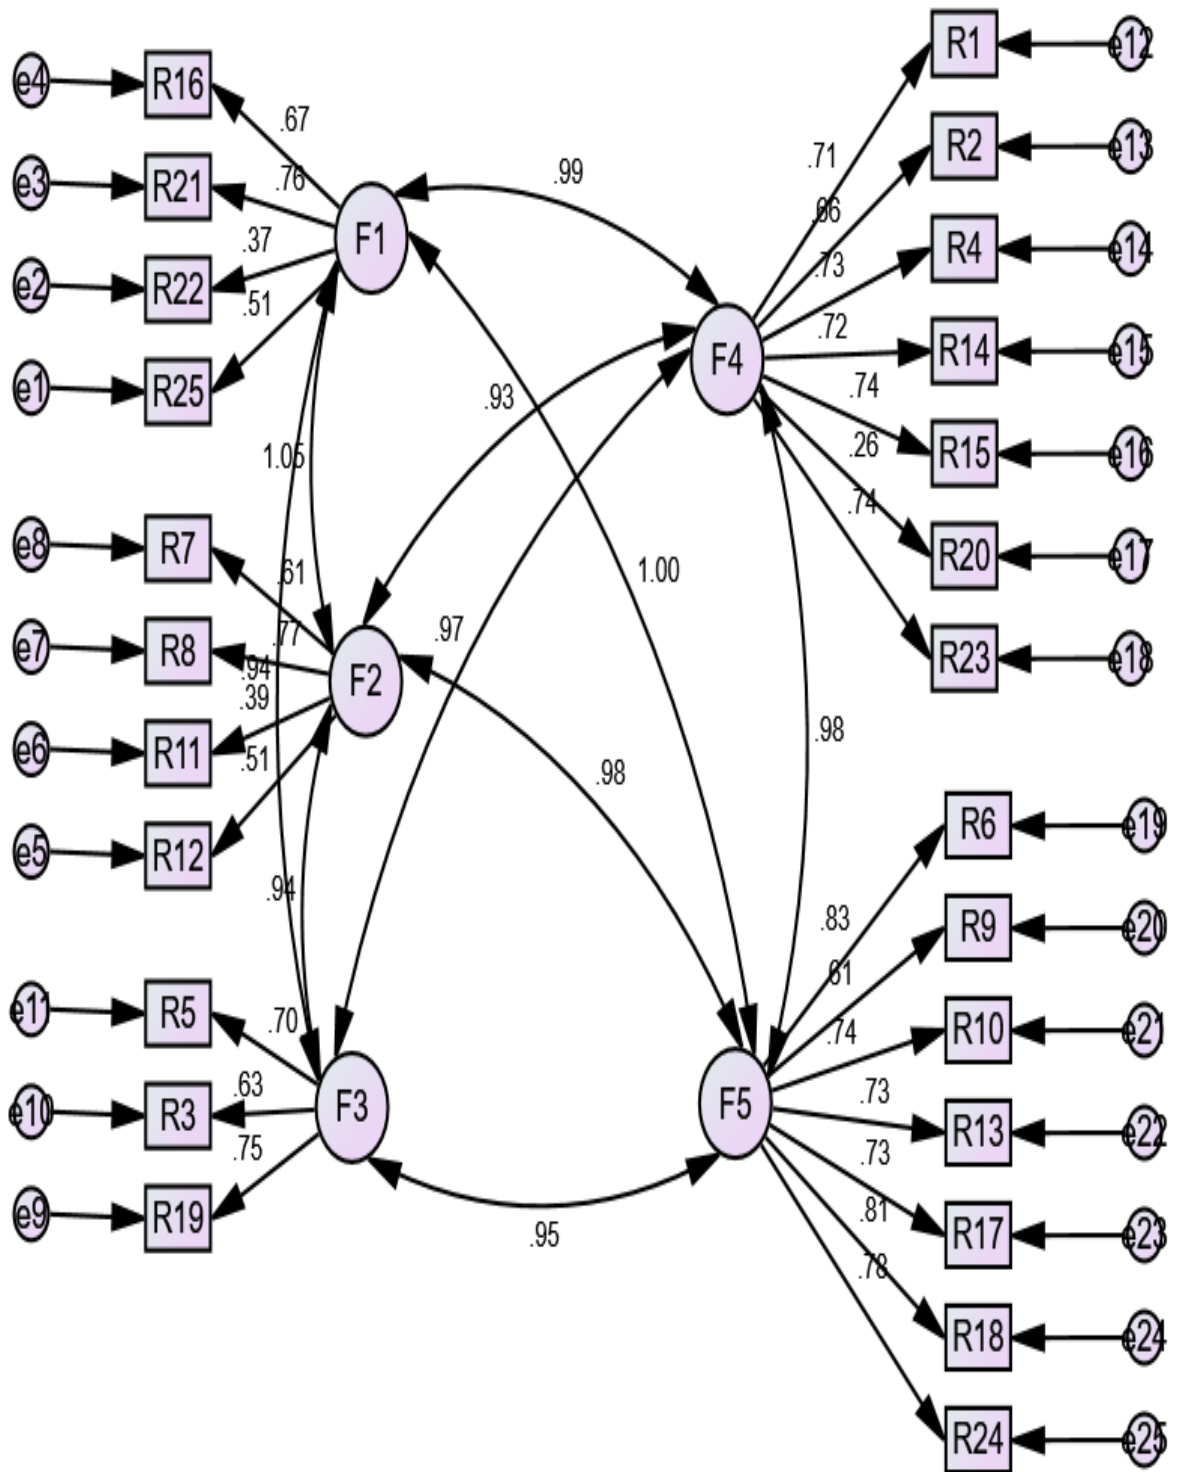 e4 R16
e3 R21
e2 R22
e1 R25
.67
.76
.37
.51
F1
.99
e8 R7
e7 R8
e6 R11
e5 R12
1.05
.61
.77
.94
.39
.51
F2
.93
.97
1.00
.98
.98
.94
e11 R5
e10 R3
e9 R19
.70
.63
.75
F3
.95
F4
.71
.66
.73
.72
.74
.26
.74
R1 e12
R2 e13
R4 e14
R14 e15
R15 e16
R20 e17
R23 e18
F5
.83
.61
.74
.73
.73
.81
.78
R6 e19
R9 e20
R10 e21
R13 e22
R17 e23
R18 e24
R24 e25